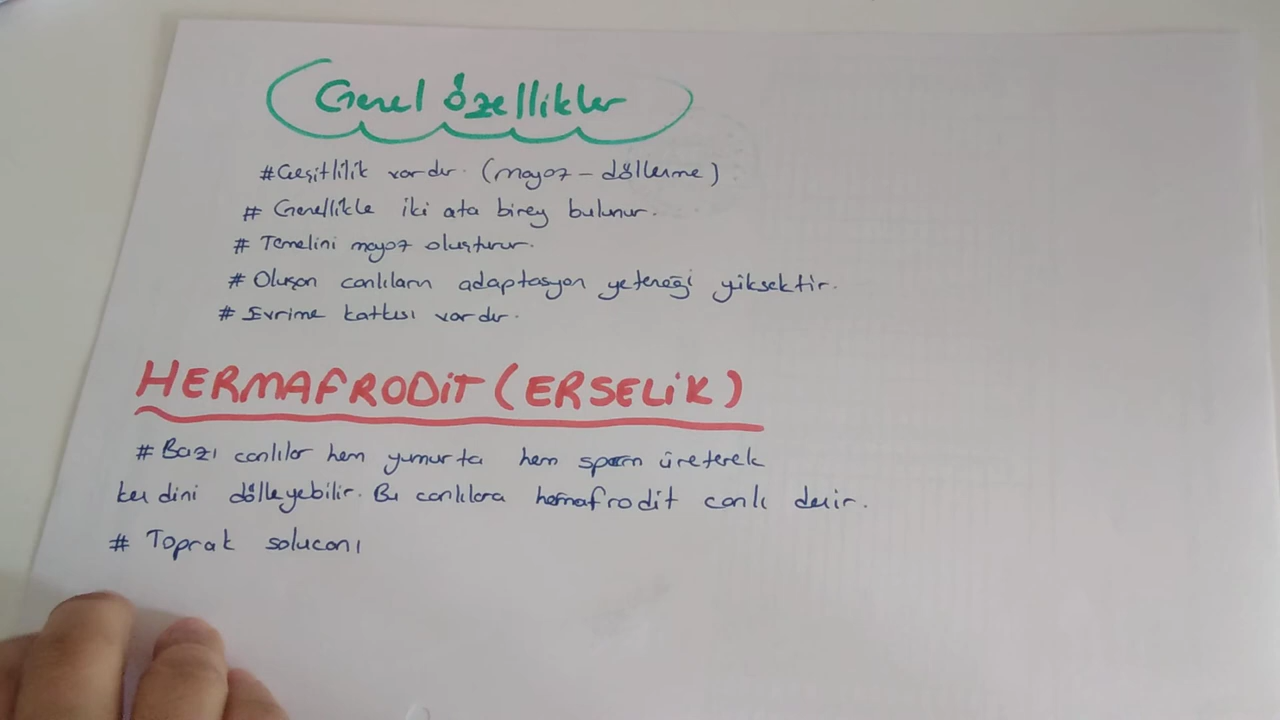 Genel özellikler
#Çeşitlilik vardır. (mayoz - döllenme)
# Genellikle iki ata birey bulunur.
# Temelini mayoz oluşturur.
# Oluşan canlıların adaptasyon yeteneği yüksektir.
# Evrime katkısı vardır.
HERMAFRODİT (ERSELİK)
# Bazı canlılar hem yumurta hem sperm üreterek
kendini dölleyebilir. Bu canlılara hermafrodit canlı denir.
# Toprak solucanı